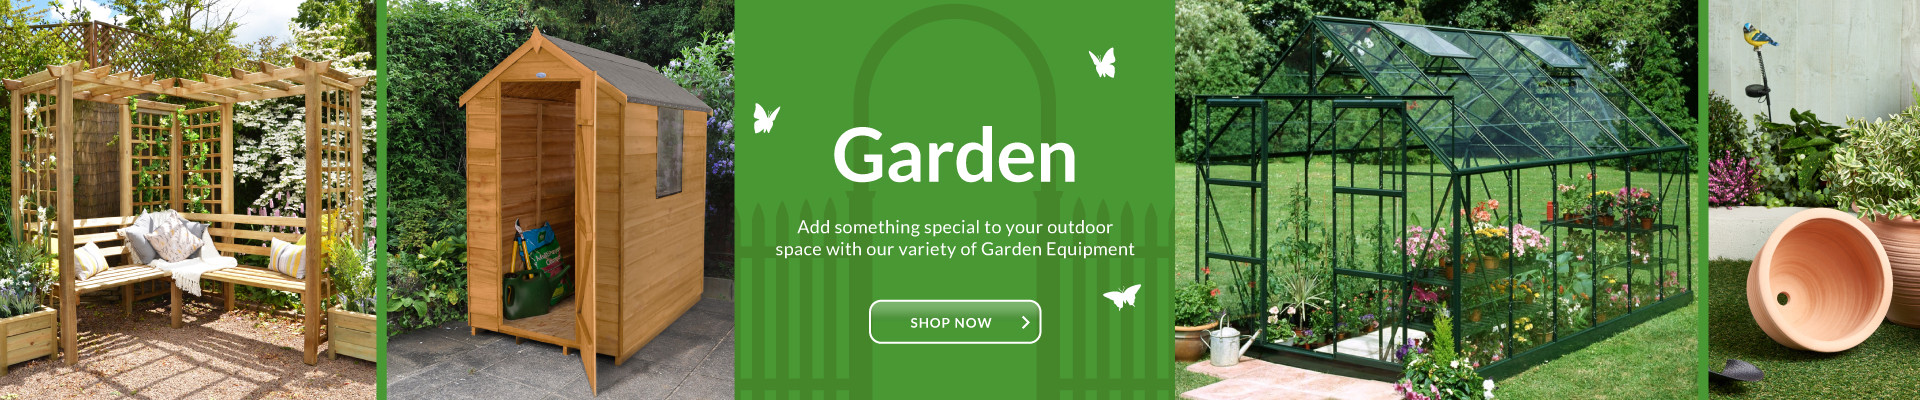 Garden
Add something special to your outdoor
space with our variety of Garden Equipment
SHOP NOW